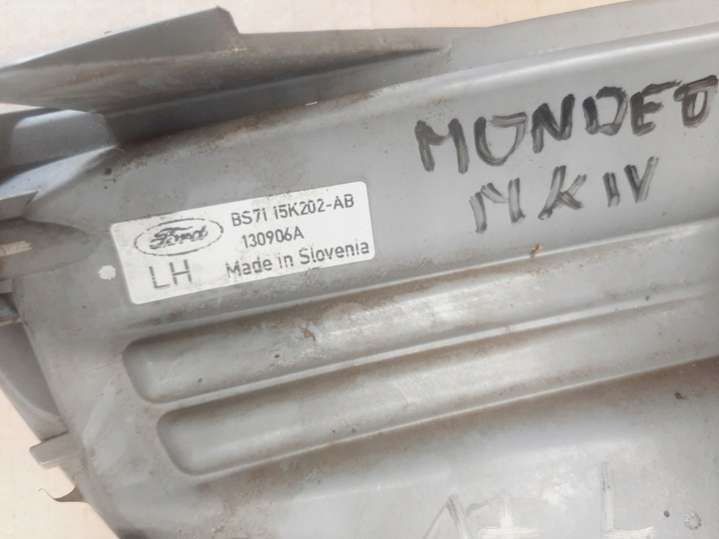 MONDEO
MKIV
Ford
BS71 15K202-AB
130906A
LH
Made in Slovenia